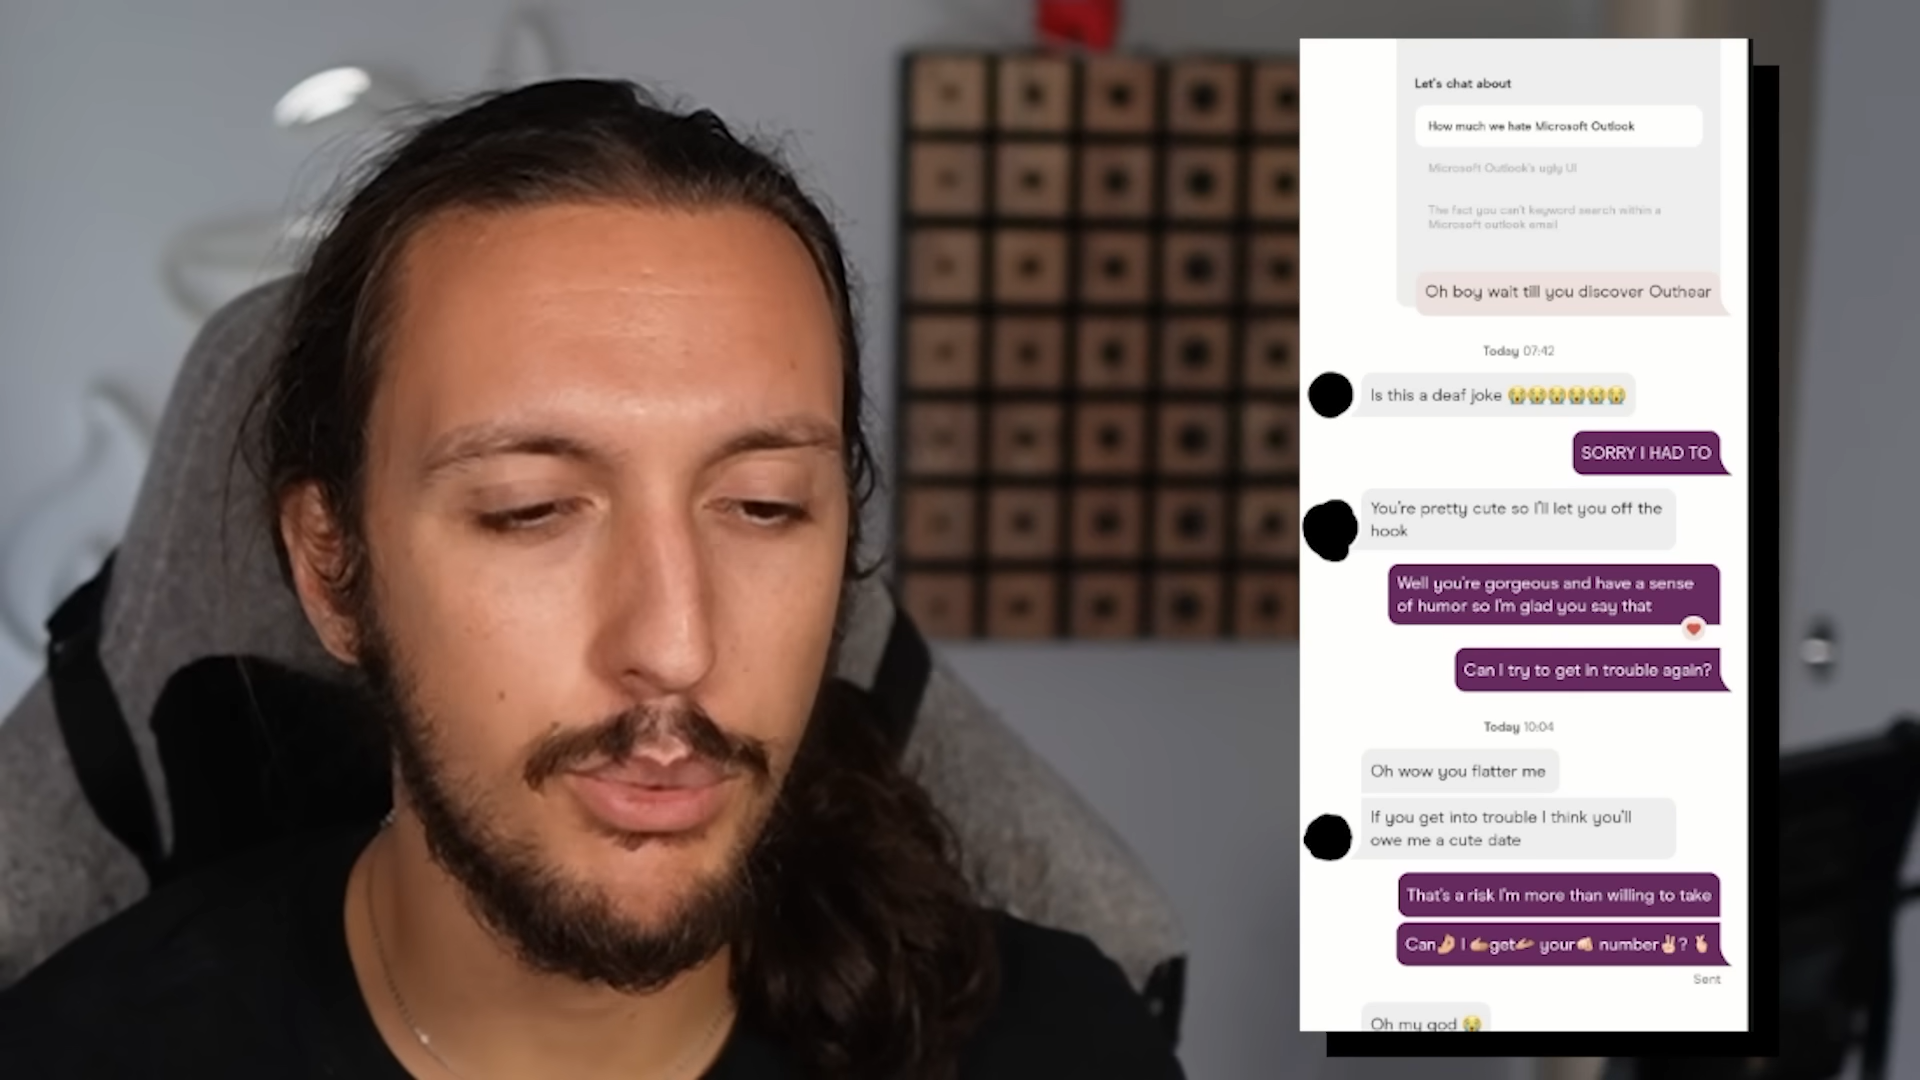 Let's chat about
How much we hate Microsoft Outlook
Microsoft Outlook's ugly UI
The fact you can't keyword search within a
Microsoft outlook email
Oh boy wait till you discover Outhear
Today 07:42
Is this a deaf joke 😭😭😭😭😭😭
SORRY I HAD TO
You're pretty cute so I'll let you off the
hook
Well you're gorgeous and have a sense
of humor so I'm glad you say that
Can I try to get in trouble again?
Today 10:04
Oh wow you flatter me
If you get into trouble I think you'll
owe me a cute date
That's a risk I'm more than willing to take
Can🤌 I 🫱get🫴 your👊 number✌️? 🫰
Sent
Oh my god 😭